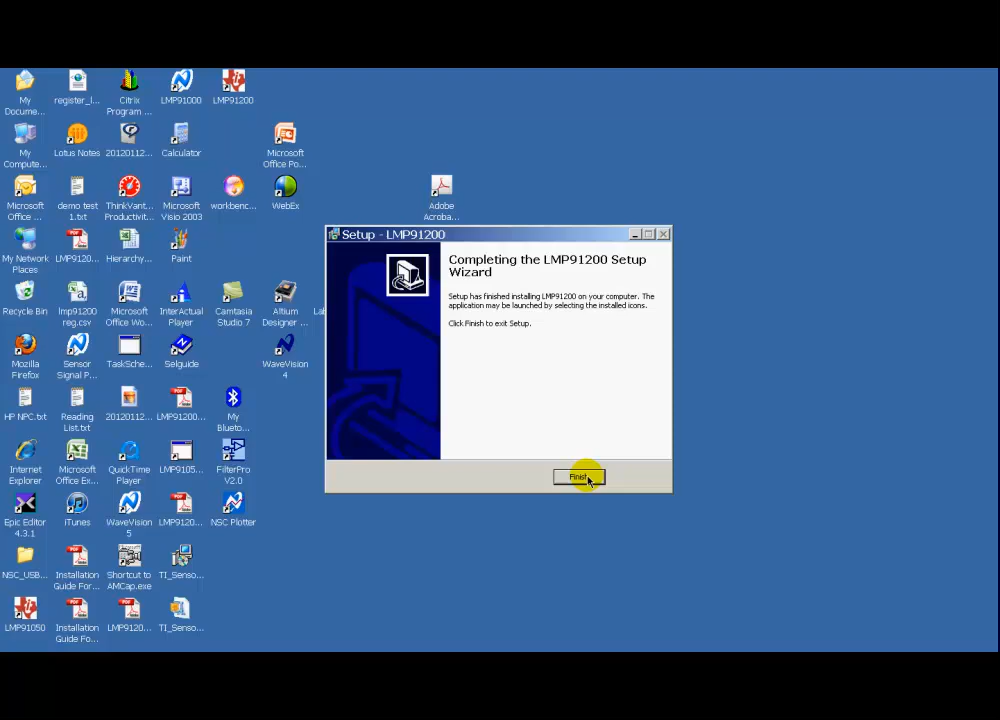 My
Docume...
register_l...
Citrix
Program ...
LMP91000
LMP91200
My
Compute...
Lotus Notes
20120112...
Calculator
Microsoft
Office Po...
Microsoft
Office ...
demo test
1.txt
ThinkVant...
Productivit...
Microsoft
Visio 2003
workbenc...
WebEx
Adobe
Acroba...
My Network
Places
LMP9120...
Hierarchy...
Paint
Recycle Bin
lmp91200
reg.csv
Microsoft
Office Wo...
InterActual
Player
Camtasia
Studio 7
Altium
Designer ...
Lab
Mozilla
Firefox
Sensor
Signal P...
TaskSche...
Selguide
WaveVision
4
HP NPC.txt
Reading
List.txt
20120112...
LMP91200...
My
Blueto...
Internet
Explorer
Microsoft
Office Ex...
QuickTime
Player
LMP9105...
FilterPro
V2.0
Epic Editor
4.3.1
iTunes
WaveVision
5
LMP9120...
NSC Plotter
NSC_USB...
Installation
Guide For...
Shortcut to
AMCap.exe
TI_Senso...
LMP91050
Installation
Guide Fo...
LMP9120...
TI_Senso...
Setup - LMP91200
Completing the LMP91200 Setup
Wizard
Setup has finished installing LMP91200 on your computer. The
application may be launched by selecting the installed icons.
Click Finish to exit Setup.
Finish